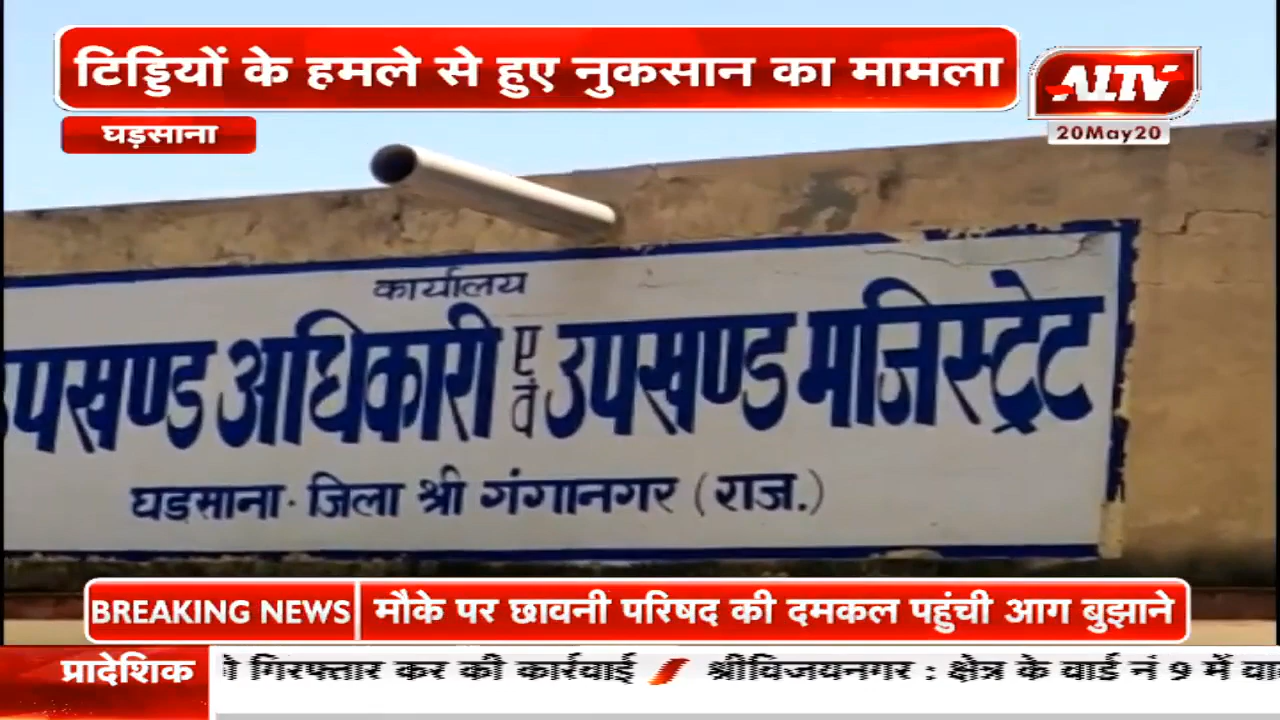 टिड्डियों के हमले से हुए नुकसान का मामला
ALTV
20May20
घड़साना
कार्यालय
उपखण्ड अधिकारी एवं उपखण्ड मजिस्ट्रेट
घडसाना · जिला श्री गंगानगर (राज.)
BREAKING NEWS मौके पर छावनी परिषद की दमकल पहुंची आग बुझाने
प्रादेशिक गिरफ्तार कर की कार्रवाई श्रीविजयनगर : क्षेत्र के वार्ड नं 9 में